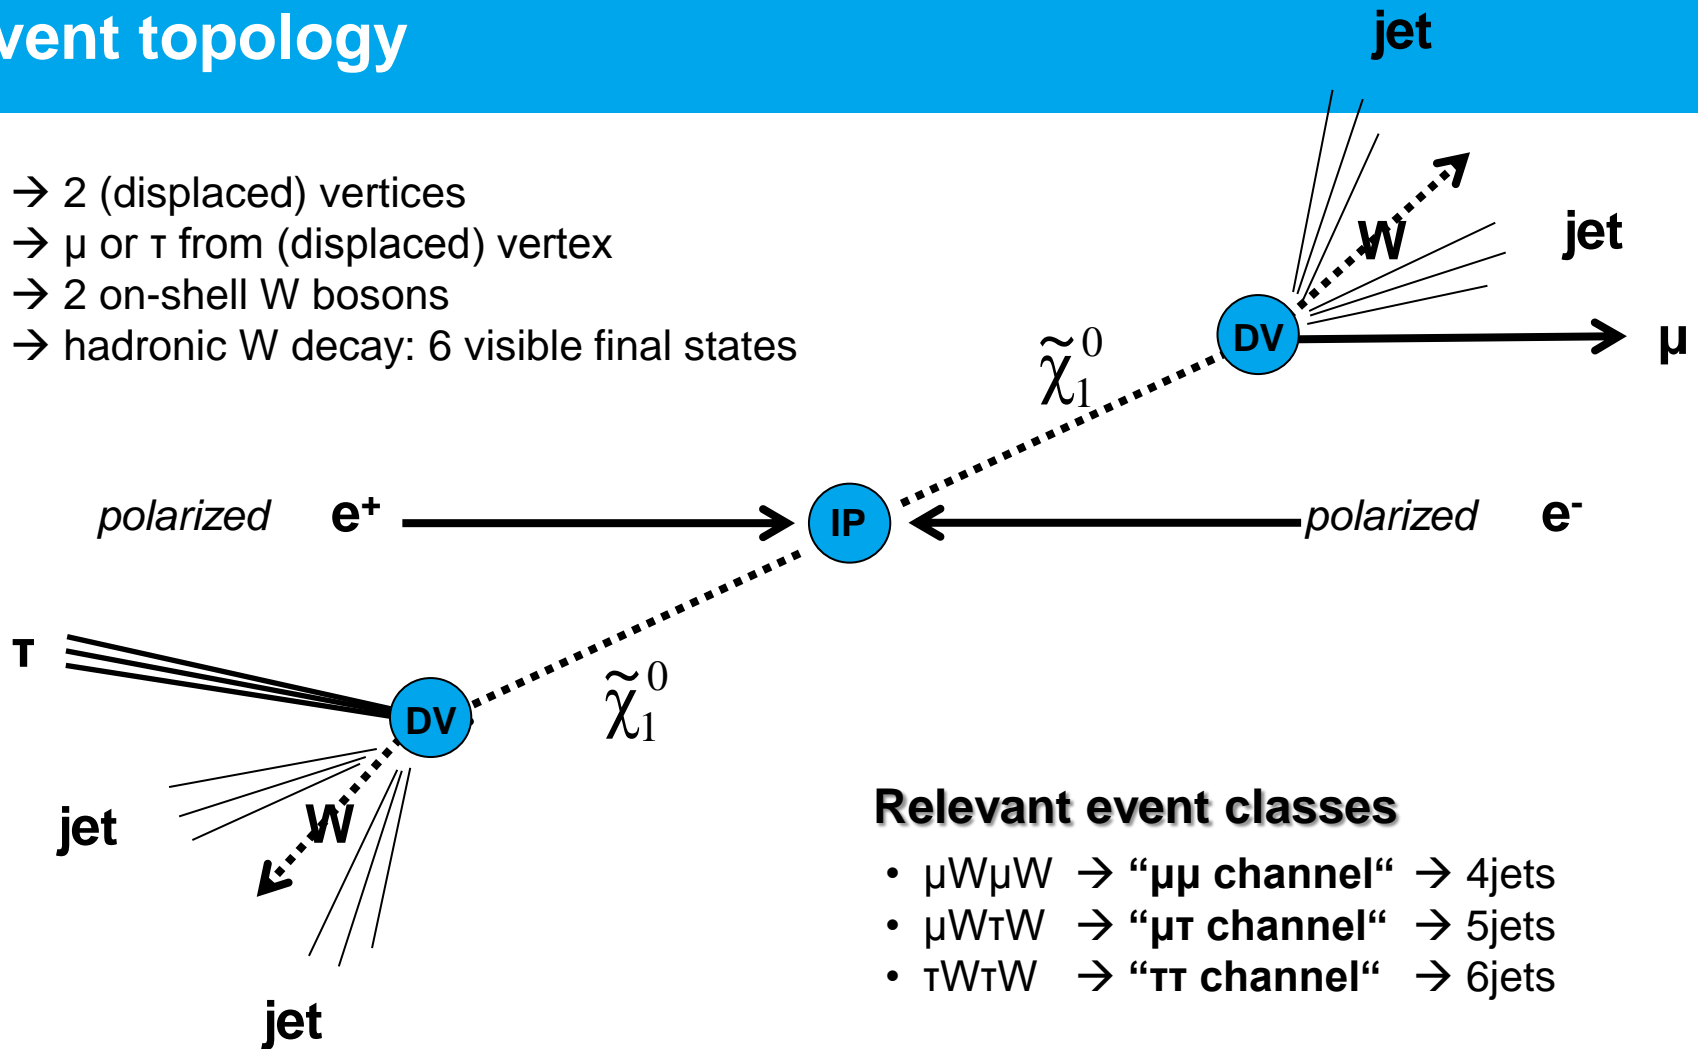 vent topology
jet
→ 2 (displaced) vertices
→ μ or τ from (displaced) vertex
→ 2 on-shell W bosons
→ hadronic W decay: 6 visible final states
W
jet
DV
μ
χ̃₁⁰
polarized e⁺
IP
polarized e⁻
τ
χ̃₁⁰
DV
jet
W
jet
Relevant event classes
• μWμW → “μμ channel“ → 4jets
• μWτW → “μτ channel“ → 5jets
• τWτW → “ττ channel“ → 6jets